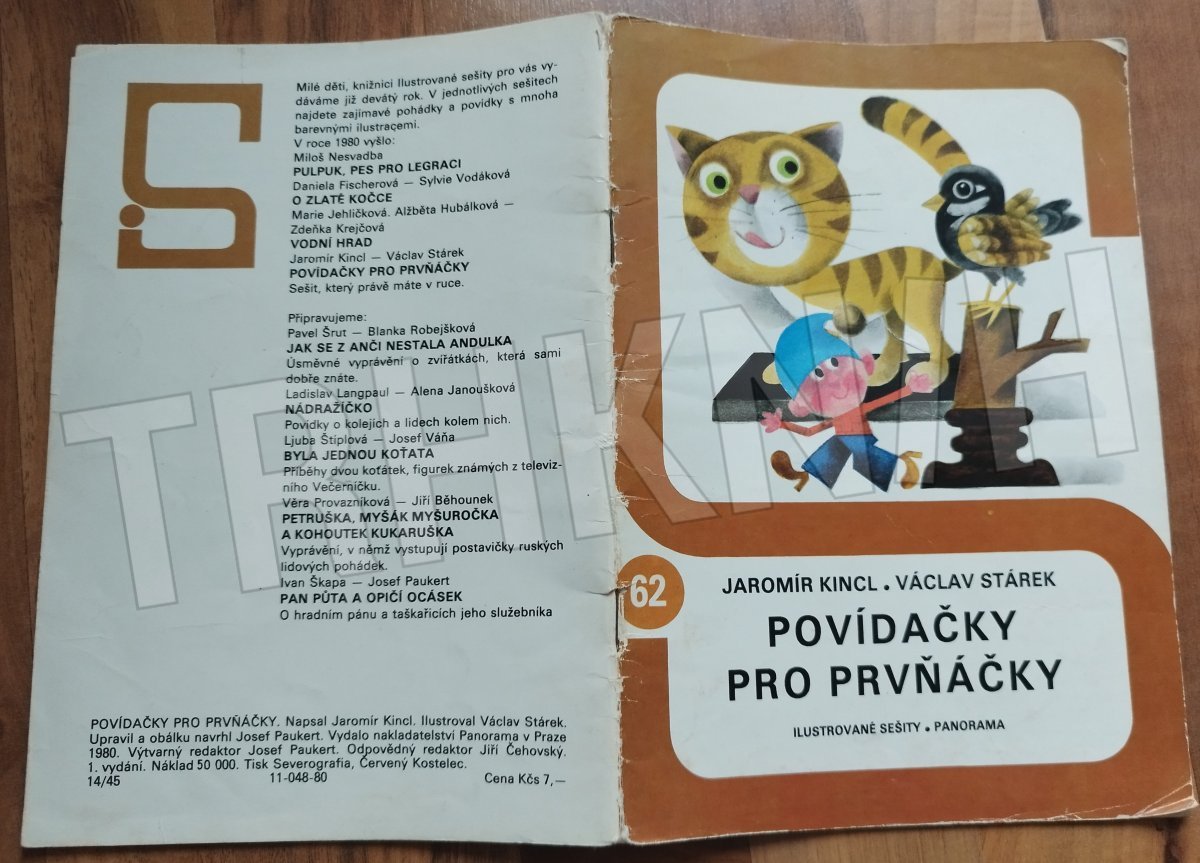 Milé děti, knižnici Ilustrované sešity pro vás vy-
dáváme již devátý rok. V jednotlivých sešitech
najdete zajímavé pohádky a povídky s mnoha
barevnými ilustracemi.
V roce 1980 vyšlo:
Miloš Nesvadba
PULPUK, PES PRO LEGRACI
Daniela Fischerová — Sylvie Vodáková
O ZLATÉ KOČCE
Marie Jehličková. Alžběta Hubálková —
Zdeňka Krejčová
VODNÍ HRAD
Jaromír Kincl — Václav Stárek
POVÍDAČKY PRO PRVŇÁČKY
Sešit, který právě máte v ruce.
Připravujeme:
Pavel Šrut — Blanka Robejšková
JAK SE Z ANČI NESTALA ANDULKA
Úsměvné vyprávění o zvířátkách, která sami
dobře znáte.
Ladislav Langpaul — Alena Janoušková
NÁDRAŽÍČKO
Povídky o kolejích a lidech kolem nich.
Ljuba Štíplová — Josef Váňa
BYLA JEDNOU KOŤATA
Příběhy dvou koťátek, figurek známých z televiz-
ního Večerníčku.
Věra Provazníková — Jiří Běhounek
PETRUŠKA, MYŠÁK MYŠUROČKA
A KOHOUTEK KUKARUŠKA
Vyprávění, v němž vystupují postavičky ruských
lidových pohádek.
Ivan Škapa — Josef Paukert
PAN PŮTA A OPIČÍ OCÁSEK
O hradním pánu a taškařicích jeho služebníka
POVÍDAČKY PRO PRVŇÁČKY. Napsal Jaromír Kincl. Ilustroval Václav Stárek.
Upravil a obálku navrhl Josef Paukert. Vydalo nakladatelství Panorama v Praze
1980. Výtvarný redaktor Josef Paukert. Odpovědný redaktor Jiří Čehovský.
1. vydání. Náklad 50 000. Tisk Severografia, Červený Kostelec.
14/45 11-048-80 Cena Kčs 7,—
62
JAROMÍR KINCL • VÁCLAV STÁREK
POVÍDAČKY
PRO PRVŇÁČKY
ILUSTROVANÉ SEŠITY • PANORAMA
TRHKNIH